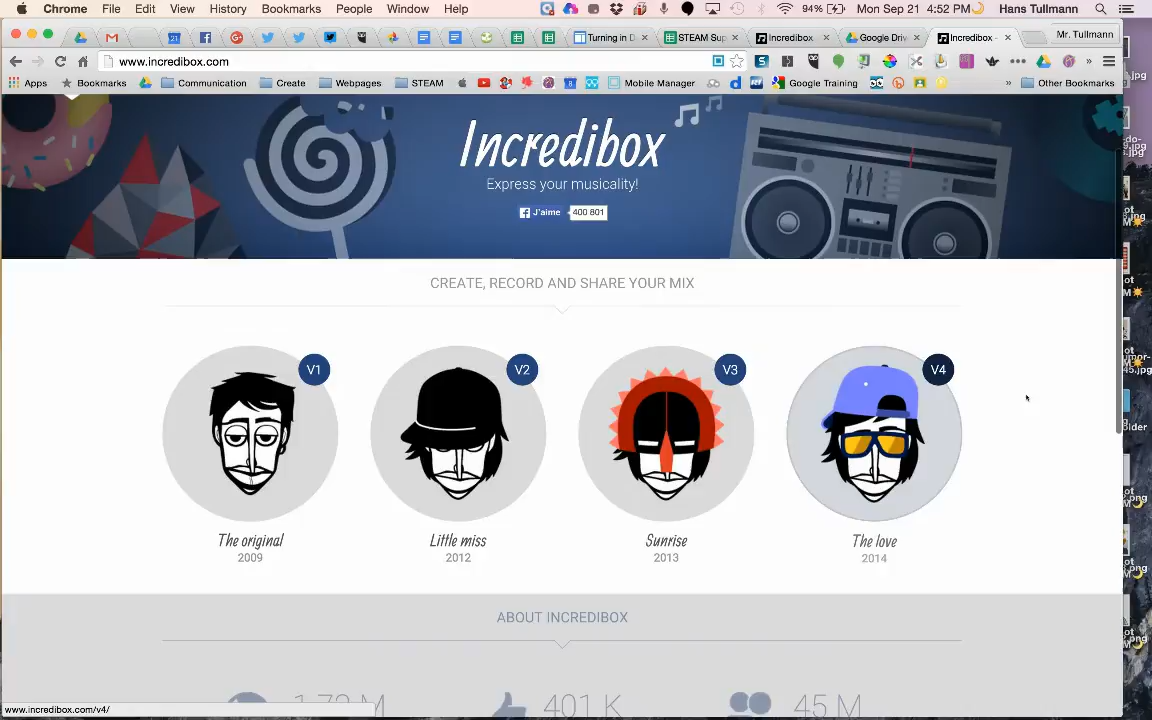 Chrome File Edit View History Bookmarks People Window Help
94% Mon Sep 21 4:52 PM Hans Tullmann
Turning in D
STEAM Sup
Incredibox
Google Driv
Incredibox -
Mr. Tullmann
www.incredibox.com
Apps Bookmarks Communication Create Webpages STEAM Mobile Manager Google Training » Other Bookmarks
Incredibox
Express your musicality!
J'aime 400 801
CREATE, RECORD AND SHARE YOUR MIX
V1 V2 V3 V4
The original Little miss Sunrise The love
2009 2012 2013 2014
ABOUT INCREDIBOX
401 K 45 M
www.incredibox.com/v4/